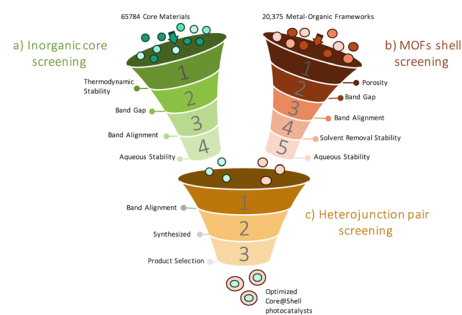 65784 Core Materials
20,375 Metal-Organic Frameworks
a) Inorganic core
screening
b) MOFs shell
screening
1
2
3
4
Thermodynamic
Stability
Band Gap
Band Alignment
Aqueous Stability
1
2
3
4
5
Porosity
Band Gap
Band Alignment
Solvent Removal Stability
Aqueous Stability
c) Heterojunction pair
screening
1
2
3
Band Alignment
Synthesized
Product Selection
Optimized
Core@Shell
photocatalysts